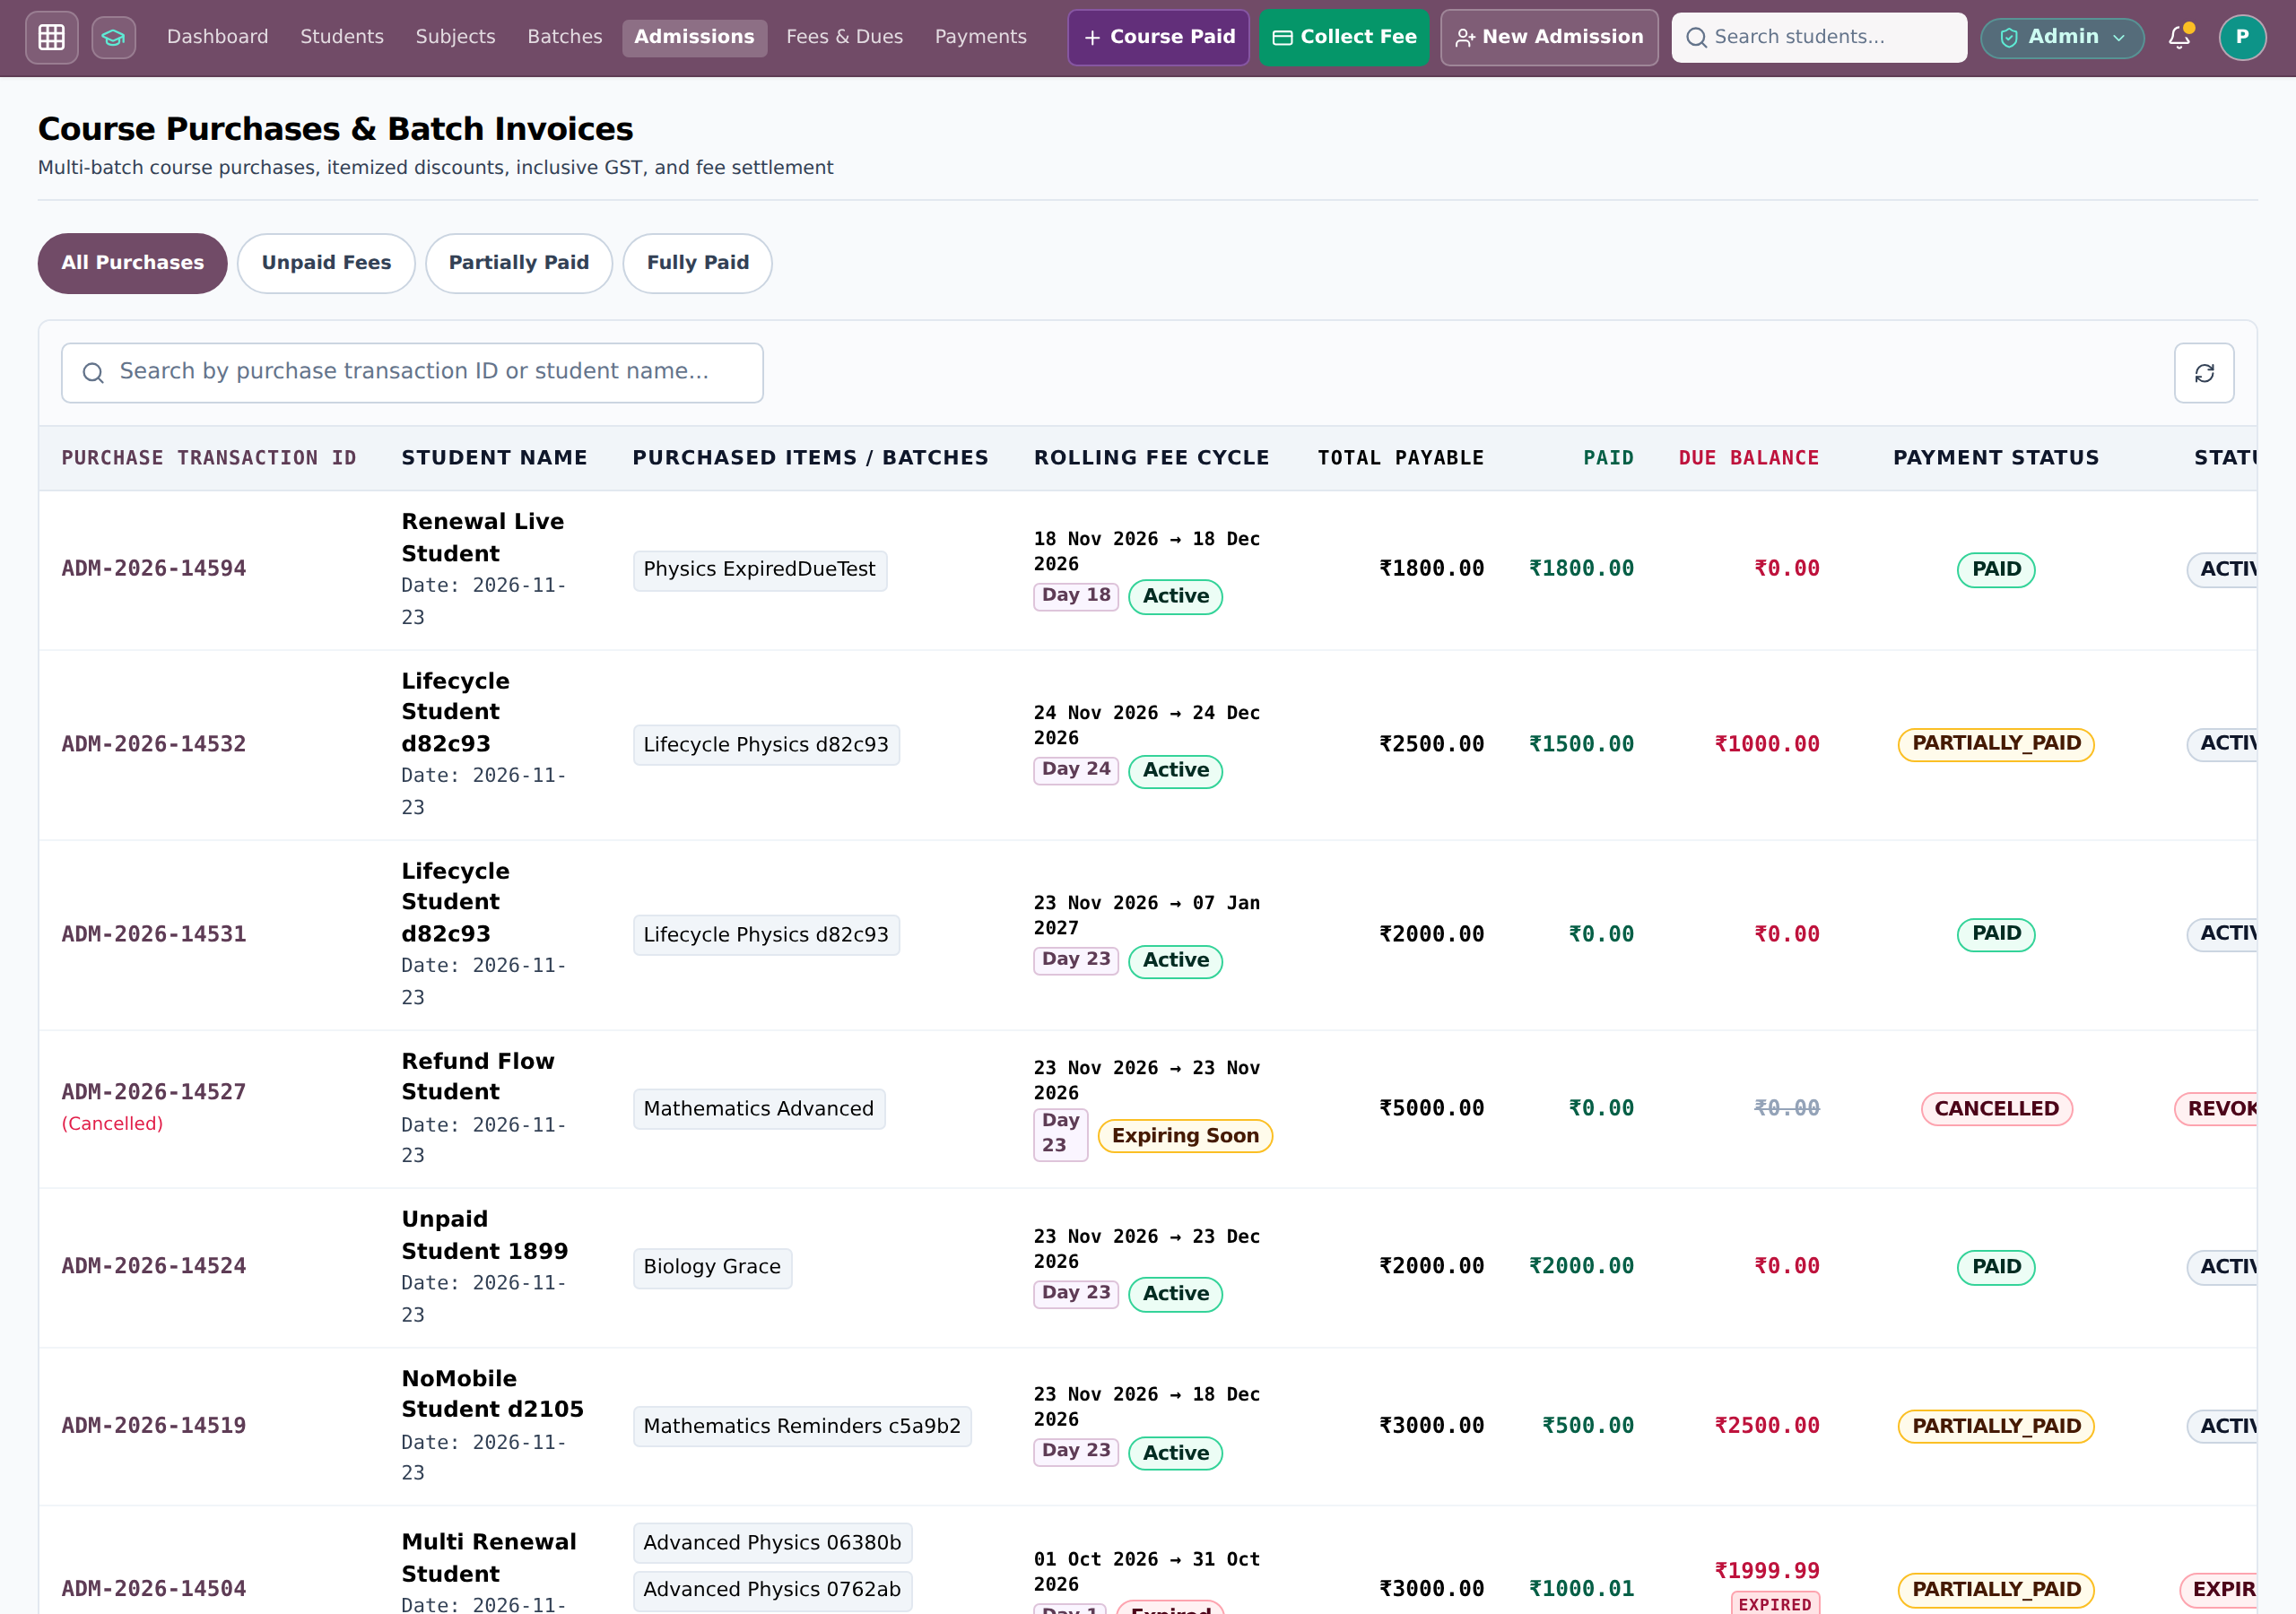 Dashboard Students Subjects Batches Admissions Fees & Dues Payments + Course Paid Collect Fee New Admission Search students... Admin P
Course Purchases & Batch Invoices
Multi-batch course purchases, itemized discounts, inclusive GST, and fee settlement
All Purchases Unpaid Fees Partially Paid Fully Paid
Search by purchase transaction ID or student name...
PURCHASE TRANSACTION ID STUDENT NAME PURCHASED ITEMS / BATCHES ROLLING FEE CYCLE TOTAL PAYABLE PAID DUE BALANCE PAYMENT STATUS
Renewal Live
Student
Date: 2026-11-
23
ADM-2026-14594
Physics ExpiredDueTest
18 Nov 2026 → 18 Dec
2026
Day 18 Active
₹1800.00 ₹1800.00 ₹0.00 PAID
Lifecycle
Student
d82c93
Date: 2026-11-
23
ADM-2026-14532
Lifecycle Physics d82c93
24 Nov 2026 → 24 Dec
2026
Day 24 Active
₹2500.00 ₹1500.00 ₹1000.00 PARTIALLY_PAID
Lifecycle
Student
d82c93
Date: 2026-11-
23
ADM-2026-14531
Lifecycle Physics d82c93
23 Nov 2026 → 07 Jan
2027
Day 23 Active
₹2000.00 ₹0.00 ₹0.00 PAID
Refund Flow
Student
Date: 2026-11-
23
ADM-2026-14527
(Cancelled)
Mathematics Advanced
23 Nov 2026 → 23 Nov
2026
Day
23
Expiring Soon
₹5000.00 ₹0.00 ₹0.00 CANCELLED
Unpaid
Student 1899
Date: 2026-11-
23
ADM-2026-14524
Biology Grace
23 Nov 2026 → 23 Dec
2026
Day 23 Active
₹2000.00 ₹2000.00 ₹0.00 PAID
NoMobile
Student d2105
Date: 2026-11-
23
ADM-2026-14519
Mathematics Reminders c5a9b2
23 Nov 2026 → 18 Dec
2026
Day 23 Active
₹3000.00 ₹500.00 ₹2500.00 PARTIALLY_PAID
Multi Renewal
Student
Date: 2026-11-
ADM-2026-14504
Advanced Physics 06380b
Advanced Physics 0762ab
01 Oct 2026 → 31 Oct
2026
Day 1 Expired
₹3000.00 ₹1000.01 ₹1999.99
EXPIRED
PARTIALLY_PAID